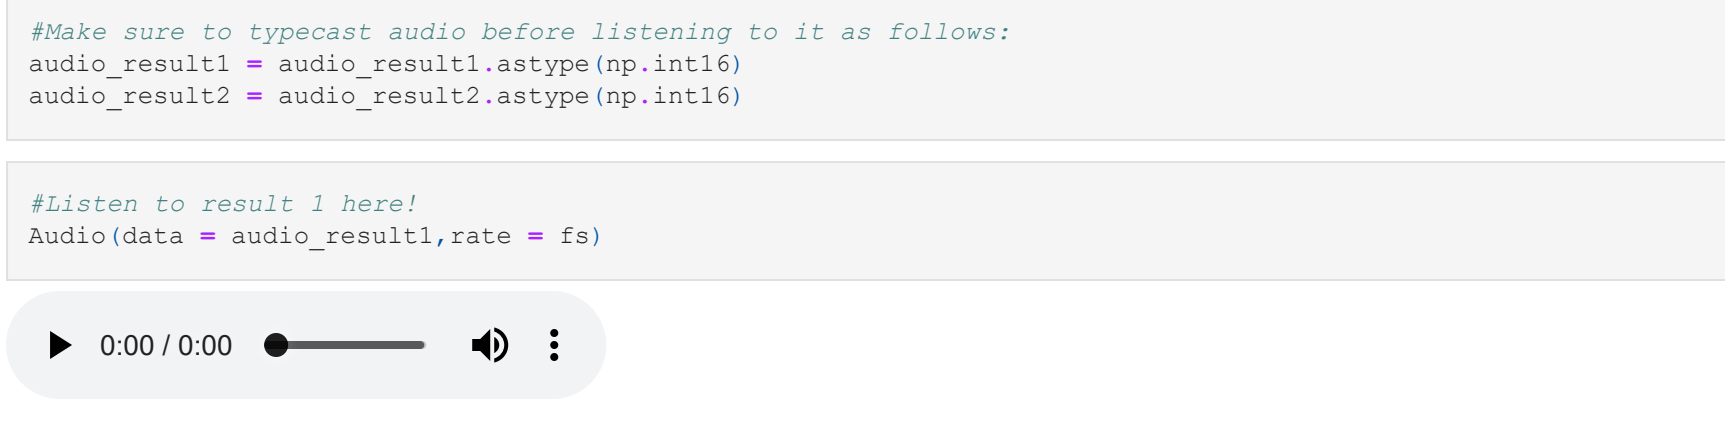 #Make sure to typecast audio before listening to it as follows:
audio_result1 = audio_result1.astype(np.int16)
audio_result2 = audio_result2.astype(np.int16)
#Listen to result 1 here!
Audio(data = audio_result1,rate = fs)
0:00 / 0:00